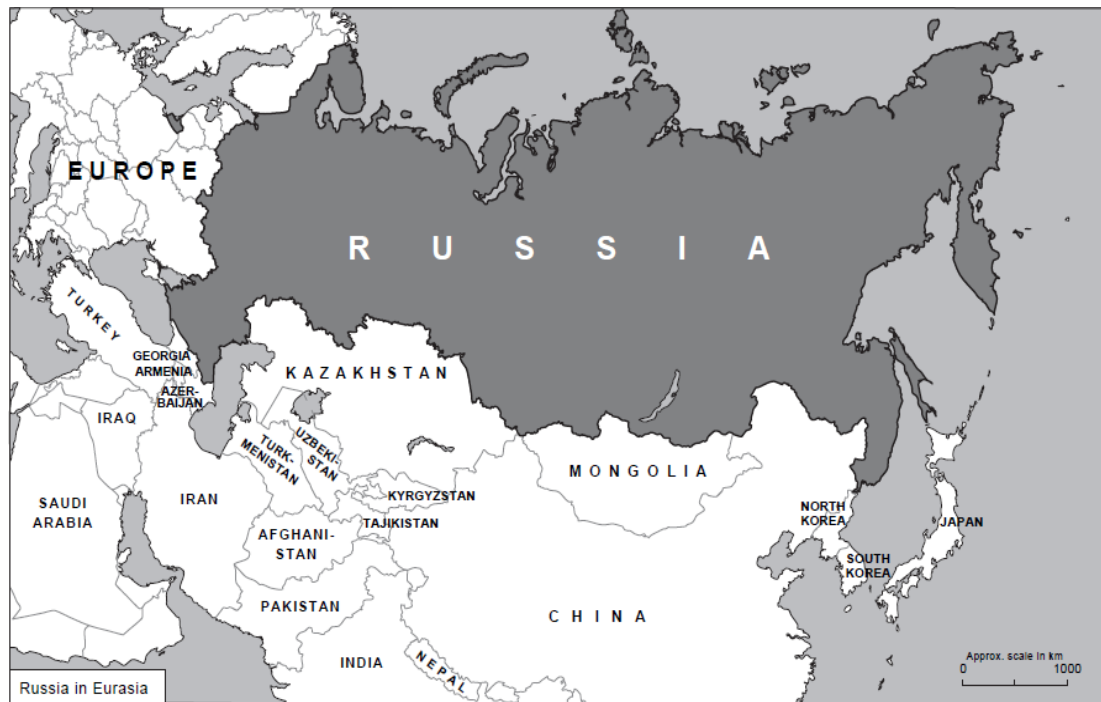 EUROPE
RUSSIA
TURKEY
GEORGIA
ARMENIA
AZER-
BAIJAN
KAZAKHSTAN
IRAQ
UZBEKI-
STAN
TURK-
MENISTAN
MONGOLIA
SAUDI
ARABIA
IRAN
KYRGYZSTAN
TAJIKISTAN
NORTH
KOREA
JAPAN
AFGHANI-
STAN
SOUTH
KOREA
PAKISTAN
CHINA
INDIA
NEPAL
Approx. scale in km
0 1000
Russia in Eurasia